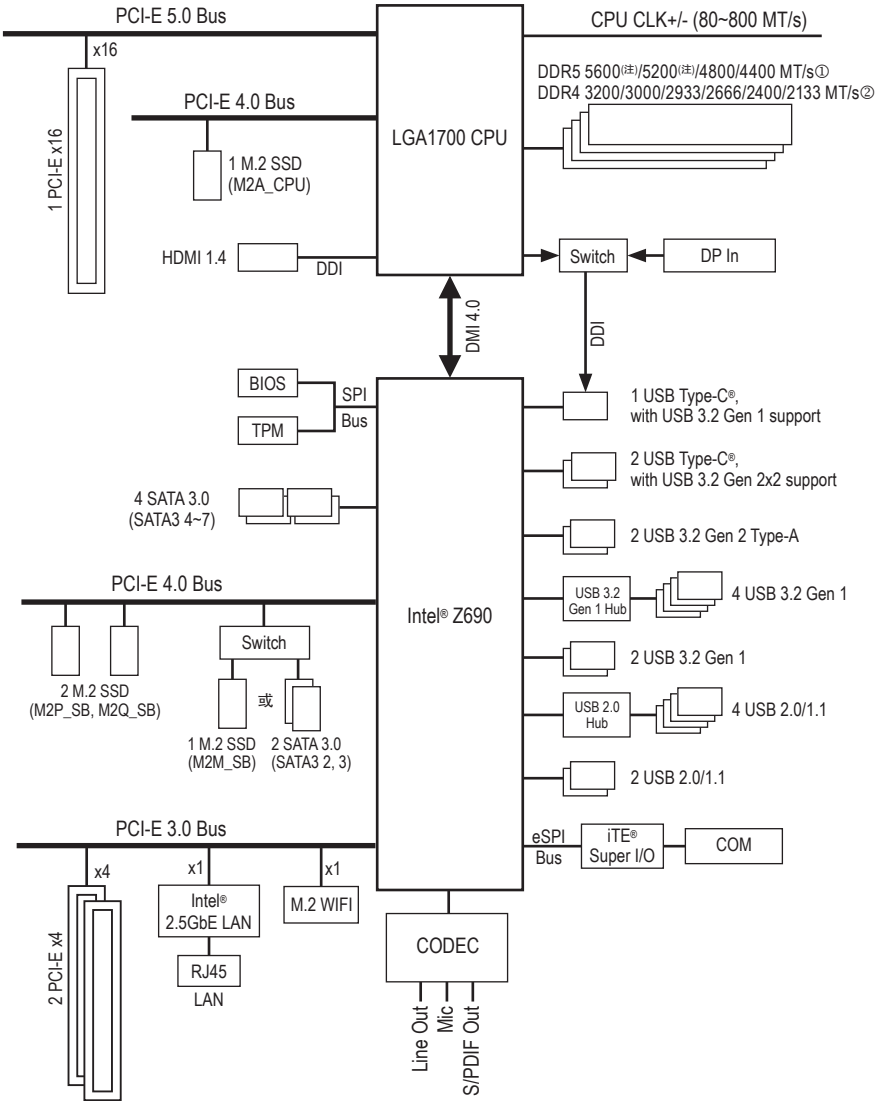 PCI-E 5.0 Bus
CPU CLK+/- (80~800 MT/s)
x16
DDR5 5600(注)/5200(注)/4800/4400 MT/s①
DDR4 3200/3000/2933/2666/2400/2133 MT/s②
PCI-E 4.0 Bus
LGA1700 CPU
1 PCI-E x16
1 M.2 SSD
(M2A_CPU)
HDMI 1.4
DDI
Switch
DP In
DMI 4.0
DDI
BIOS
SPI
Bus
TPM
1 USB Type-C®,
with USB 3.2 Gen 1 support
2 USB Type-C®,
with USB 3.2 Gen 2x2 support
4 SATA 3.0
(SATA3 4~7)
2 USB 3.2 Gen 2 Type-A
PCI-E 4.0 Bus
Intel® Z690
USB 3.2
Gen 1 Hub
4 USB 3.2 Gen 1
Switch
2 USB 3.2 Gen 1
2 M.2 SSD
(M2P_SB, M2Q_SB)
或
USB 2.0
Hub
4 USB 2.0/1.1
1 M.2 SSD
(M2M_SB)
2 SATA 3.0
(SATA3 2, 3)
2 USB 2.0/1.1
PCI-E 3.0 Bus
eSPI
Bus
iTE®
Super I/O
COM
x4
x1
x1
2 PCI-E x4
Intel®
2.5GbE LAN
M.2 WIFI
RJ45
LAN
CODEC
Line Out
Mic
S/PDIF Out